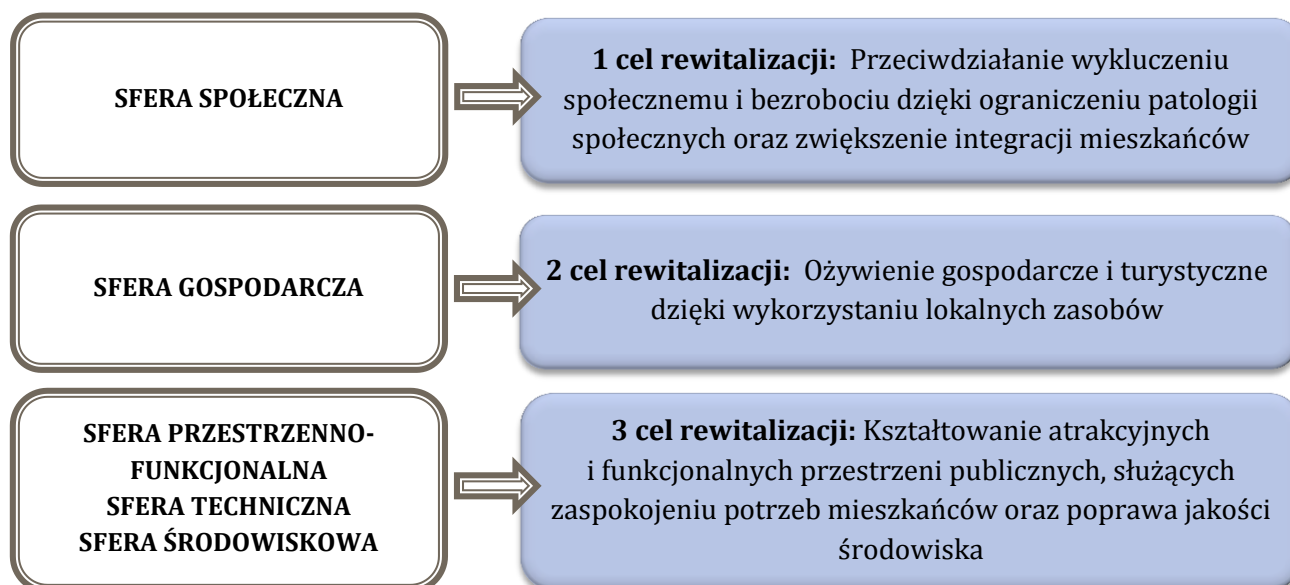 SFERA SPOŁECZNA
1 cel rewitalizacji: Przeciwdziałanie wykluczeniu
społecznemu i bezrobociu dzięki ograniczeniu patologii
społecznych oraz zwiększenie integracji mieszkańców
SFERA GOSPODARCZA
2 cel rewitalizacji: Ożywienie gospodarcze i turystyczne
dzięki wykorzystaniu lokalnych zasobów
SFERA PRZESTRZENNO-
FUNKCJONALNA
SFERA TECHNICZNA
SFERA ŚRODOWISKOWA
3 cel rewitalizacji: Kształtowanie atrakcyjnych
i funkcjonalnych przestrzeni publicznych, służących
zaspokojeniu potrzeb mieszkańców oraz poprawa jakości
środowiska